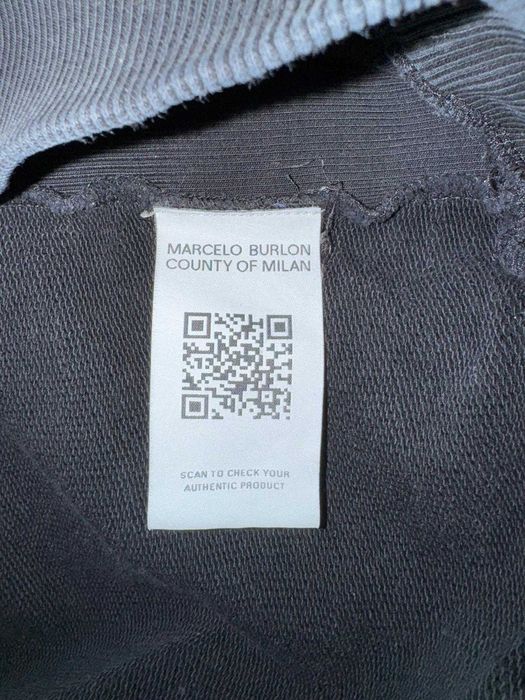 MARCELO BURLON
COUNTY OF MILAN
SCAN TO CHECK YOUR
AUTHENTIC PRODUCT